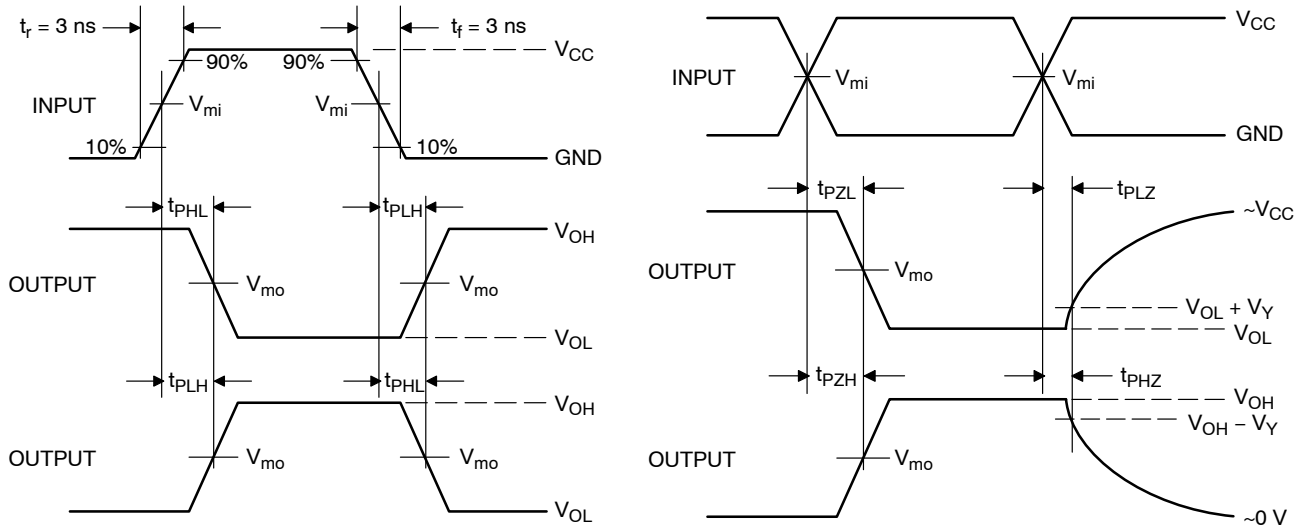 t_r = 3 ns
t_f = 3 ns
V_CC
90%
90%
INPUT
V_mi
V_mi
10%
10%
GND
t_PHL
t_PLH
V_OH
OUTPUT
V_mo
V_mo
V_OL
t_PLH
t_PHL
V_OH
OUTPUT
V_mo
V_mo
V_OL
V_CC
INPUT
V_mi
V_mi
GND
t_PZL
t_PLZ
~V_CC
OUTPUT
V_mo
V_OL + V_Y
V_OL
t_PZH
t_PHZ
V_OH
V_OH − V_Y
OUTPUT
V_mo
~0 V